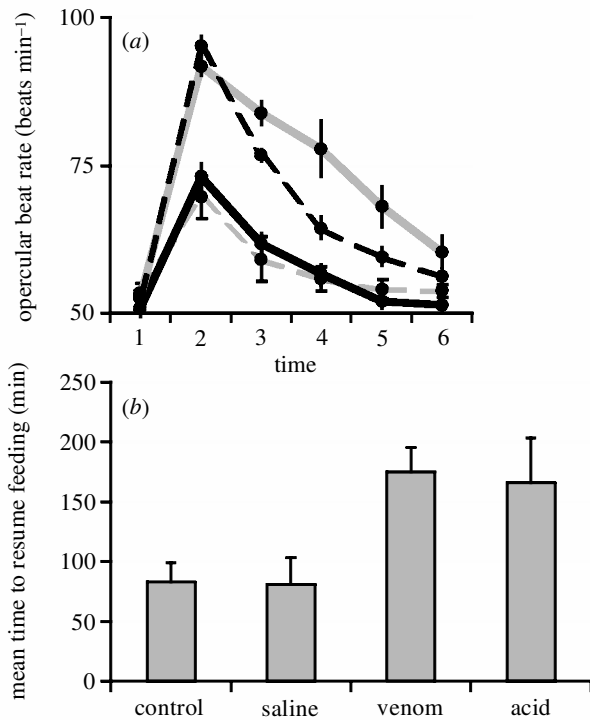 opercular beat rate (beats min⁻¹)
(a)
100
75
50
1 2 3 4 5 6
time
mean time to resume feeding (min)
(b)
250
200
150
100
50
0
control saline venom acid